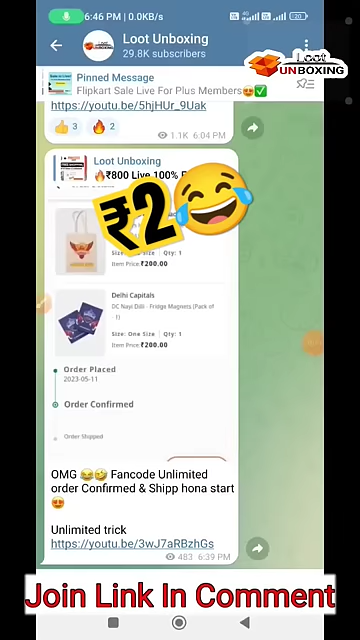 6:46 PM | 0.0KB/s
Loot Unboxing
29.8K subscribers
Loot
UNBOXING
Pinned Message
Flipkart Sale Live For Plus Members😍✅
https://youtu.be/5hjHUr_9Uak
👍 3 🔥 2
1.1K 6:04 PM
Loot Unboxing
🔥₹800 Live 100%
₹2😂
Size: One Size | Qty: 1
Item Price: ₹200.00
Delhi Capitals
DC Nayi Dilli - Fridge Magnets (Pack of
- 1)
Size: One Size | Qty: 1
Item Price: ₹200.00
Order Placed
2023-05-11
Order Confirmed
Order Shipped
OMG 😂🤣 Fancode Unlimited
order Confirmed & Shipp hona start
😍
Unlimited trick
https://youtu.be/3wJ7aRBzhGs
483 6:39 PM
Join Link In Comment